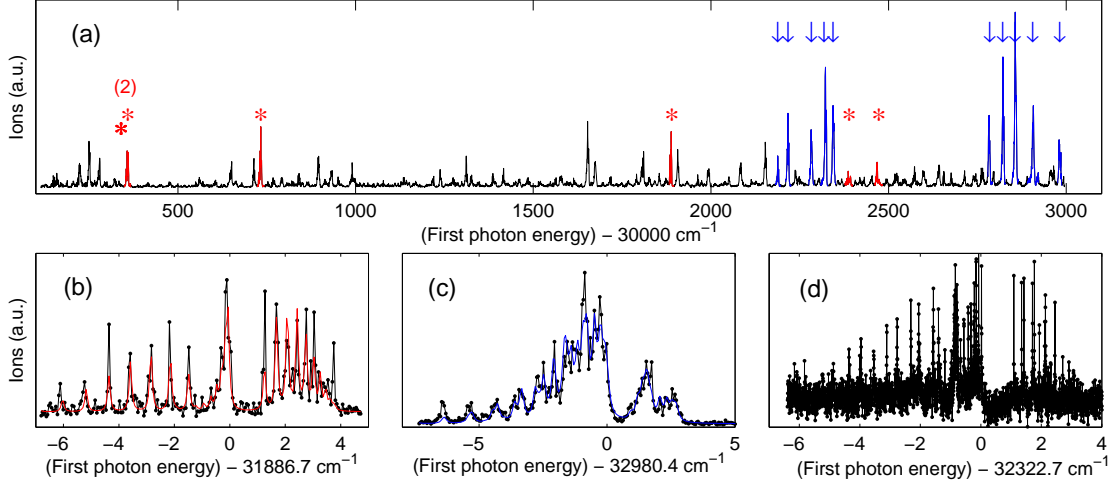 (a)
Ions (a.u.)
(2)
* * * * * *
↓ ↓ ↓ ↓ ↓ ↓ ↓ ↓ ↓ ↓
500 1000 1500 2000 2500 3000
(First photon energy) − 30000 cm⁻¹
(b) (c) (d)
Ions (a.u.)
−6 −4 −2 0 2 4 −5 0 5 −6 −4 −2 0 2 4
(First photon energy) − 31886.7 cm⁻¹ (First photon energy) − 32980.4 cm⁻¹ (First photon energy) − 32322.7 cm⁻¹